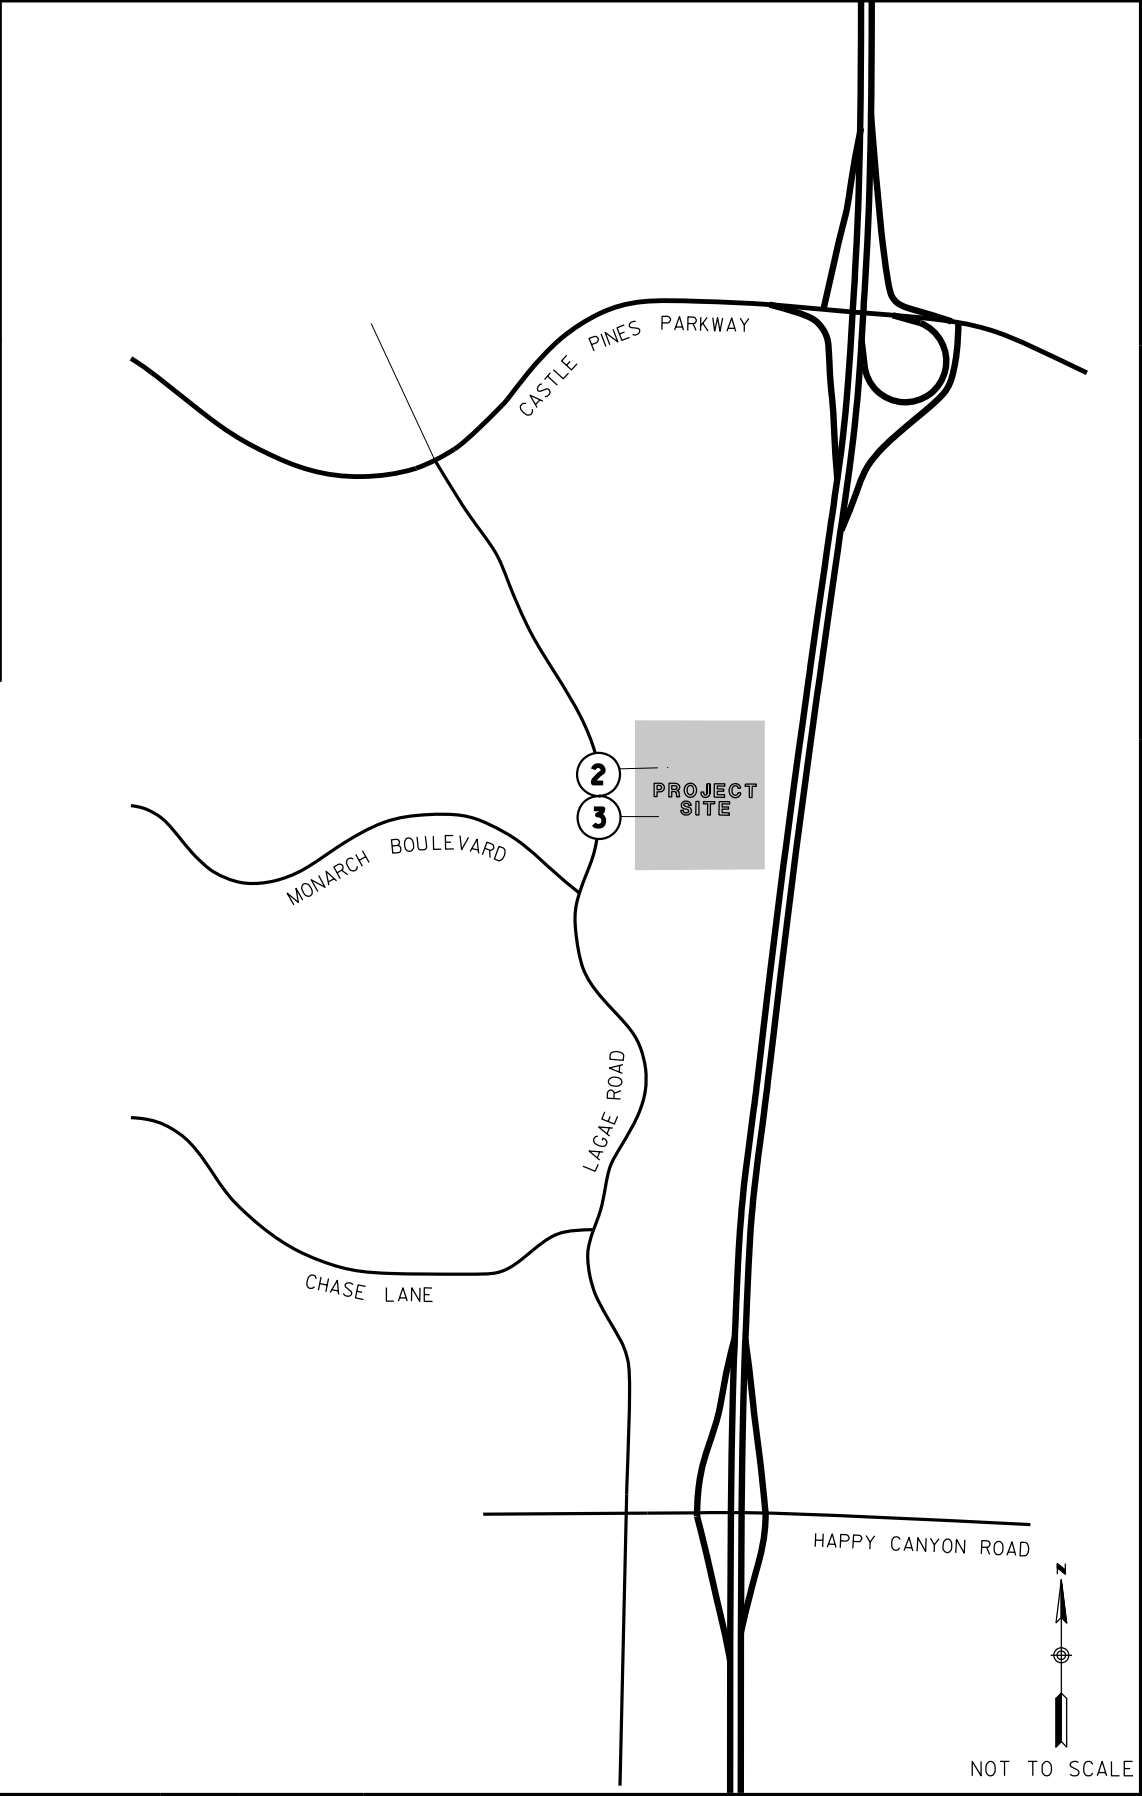 CASTLE PINES PARKWAY
2
PROJECT
SITE
3
MONARCH BOULEVARD
LAGAE ROAD
CHASE LANE
HAPPY CANYON ROAD
N
NOT TO SCALE